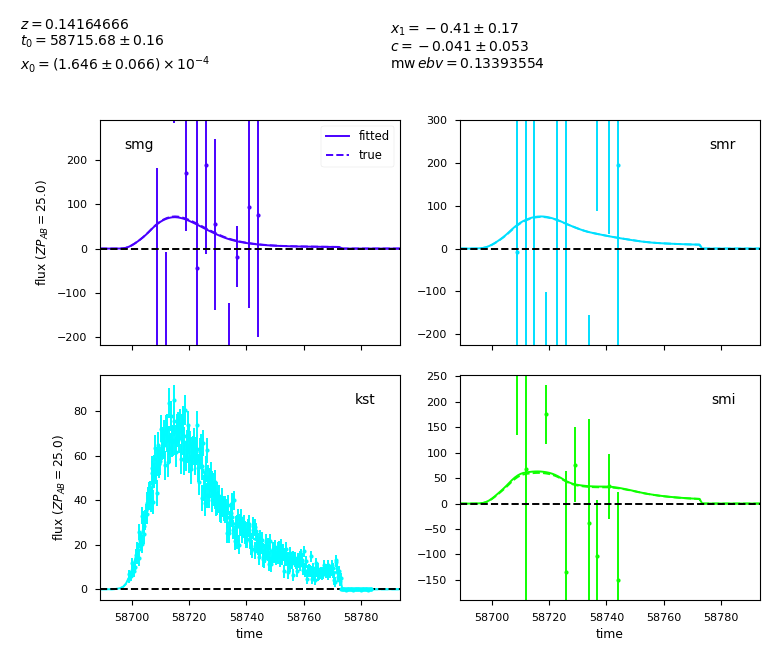 z = 0.14164666
t₀ = 58715.68 ± 0.16
x₀ = (1.646 ± 0.066) × 10⁻⁴
x₁ = −0.41 ± 0.17
c = −0.041 ± 0.053
mw ebv = 0.13393554
smg
fitted
true
200
100
0
−100
−200
flux (ZP_AB = 25.0)
smr
300
200
100
0
−100
−200
kst
80
60
40
20
0
flux (ZP_AB = 25.0)
58700 58720 58740 58760 58780
time
smi
250
200
150
100
50
0
−50
−100
−150
58700 58720 58740 58760 58780
time